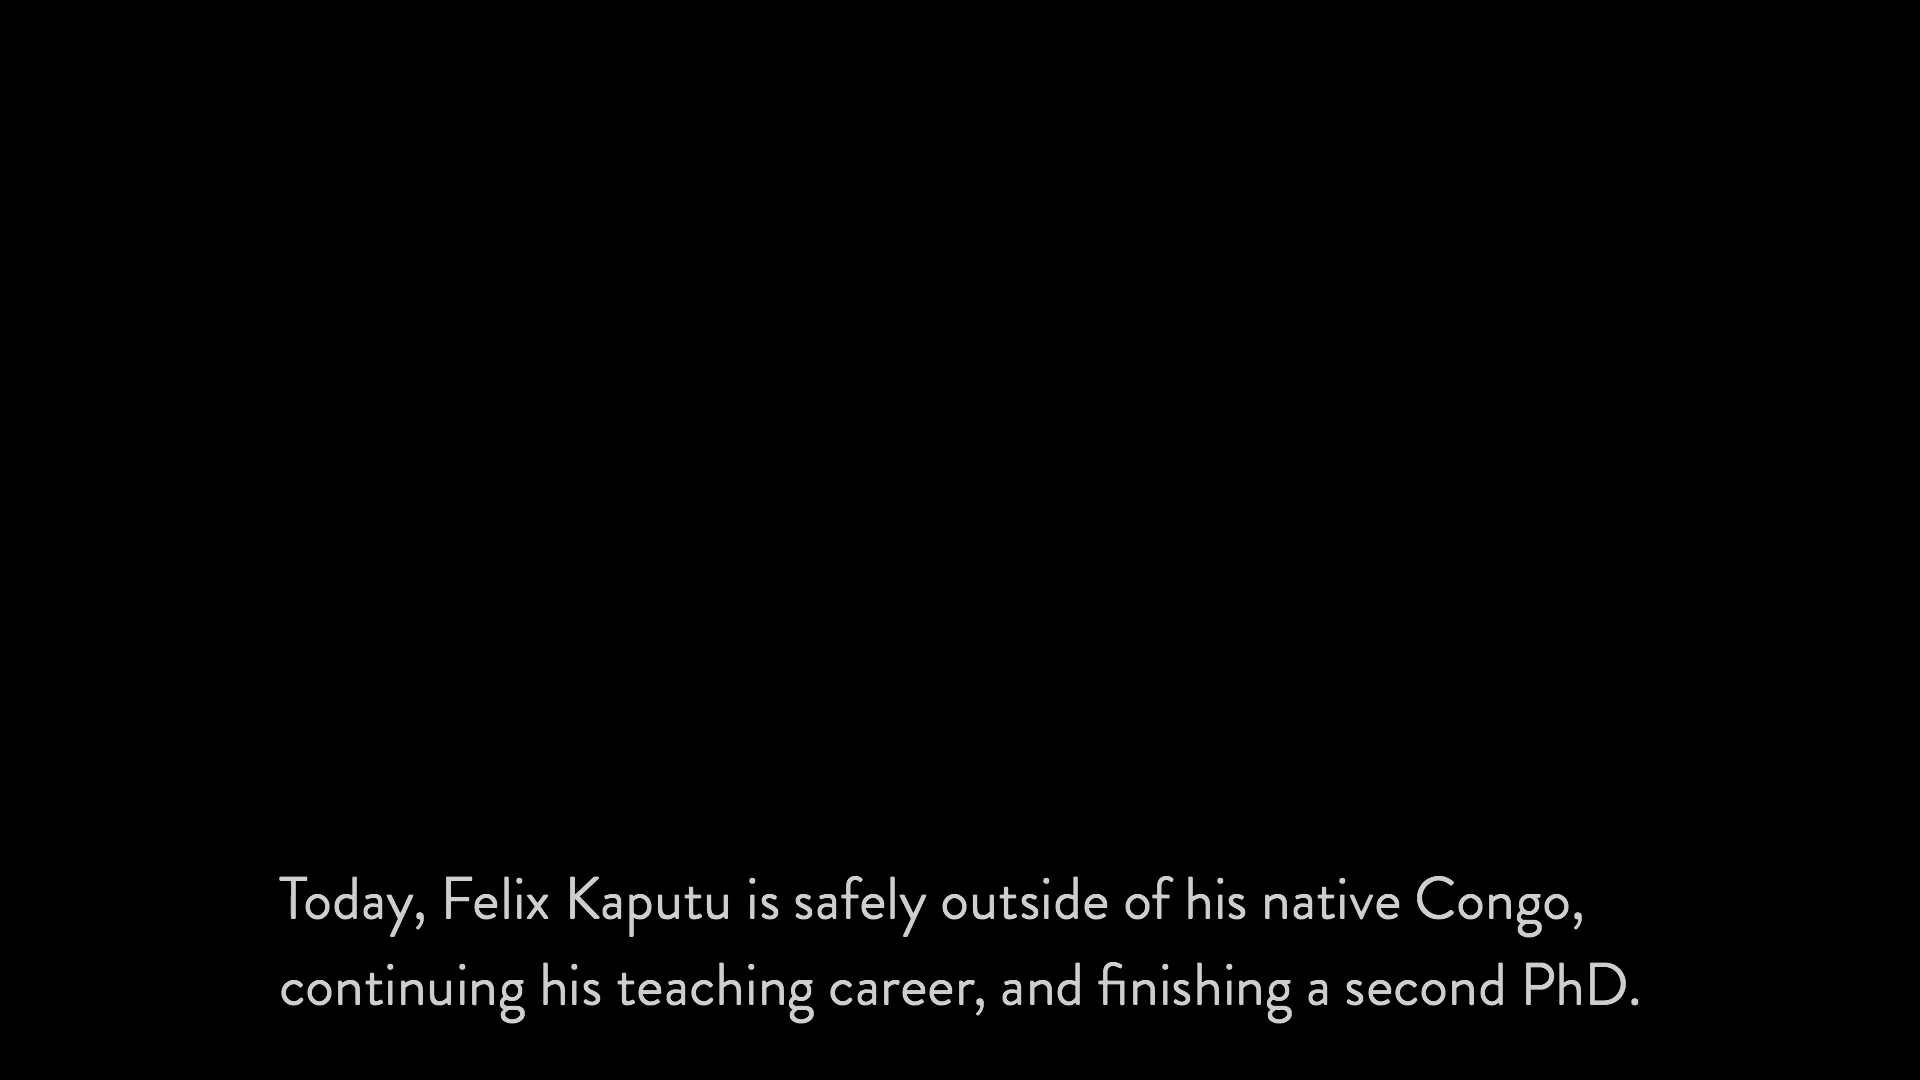 Today, Felix Kaputu is safely outside of his native Congo,
continuing his teaching career, and finishing a second PhD.